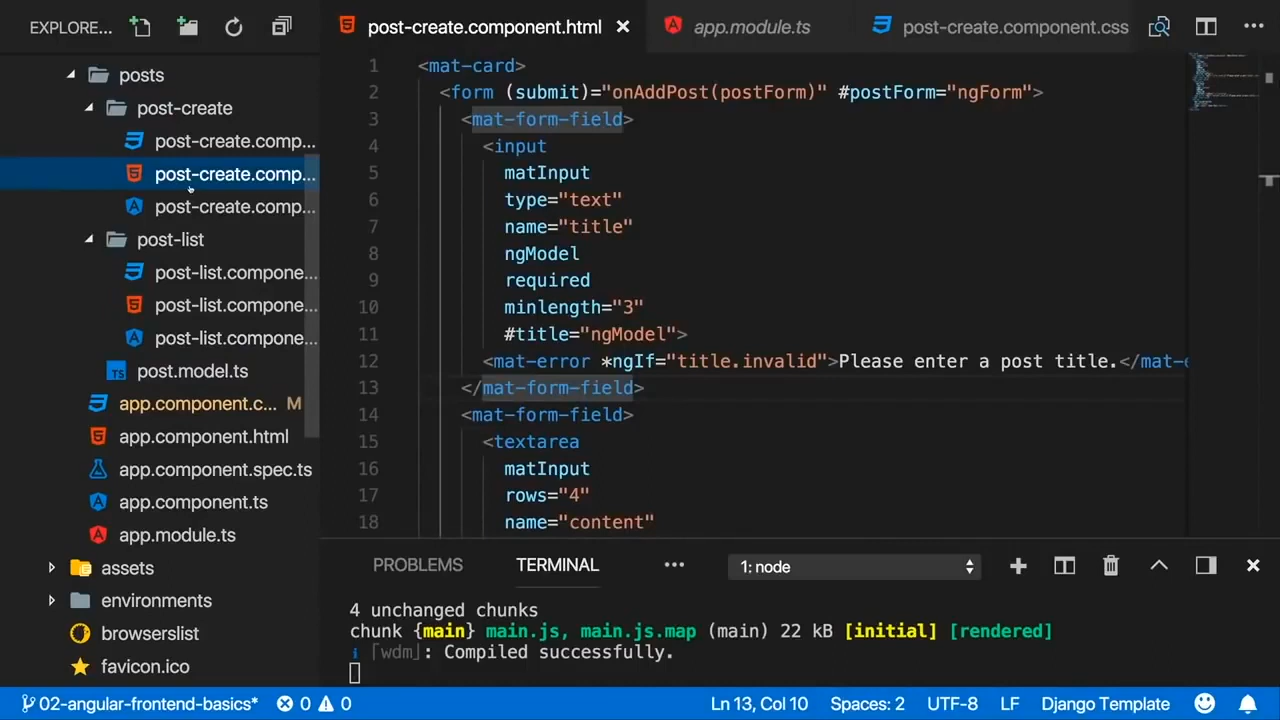 EXPLORE...
posts
post-create
post-create.comp...
post-create.comp...
post-create.comp...
post-list
post-list.compone...
post-list.compone...
post-list.compone...
TS post.model.ts
app.component.c... M
app.component.html
app.component.spec.ts
app.component.ts
app.module.ts
assets
environments
browserslist
favicon.ico
post-create.component.html
app.module.ts
post-create.component.css
1 <mat-card>
2 <form (submit)="onAddPost(postForm)" #postForm="ngForm">
3 <mat-form-field>
4 <input
5 matInput
6 type="text"
7 name="title"
8 ngModel
9 required
10 minlength="3"
11 #title="ngModel">
12 <mat-error *ngIf="title.invalid">Please enter a post title.</mat-e
13 </mat-form-field>
14 <mat-form-field>
15 <textarea
16 matInput
17 rows="4"
18 name="content"
PROBLEMS TERMINAL ... 1: node
4 unchanged chunks
chunk {main} main.js, main.js.map (main) 22 kB [initial] [rendered]
i ｢wdm｣: Compiled successfully.
02-angular-frontend-basics* 0 0 Ln 13, Col 10 Spaces: 2 UTF-8 LF Django Template